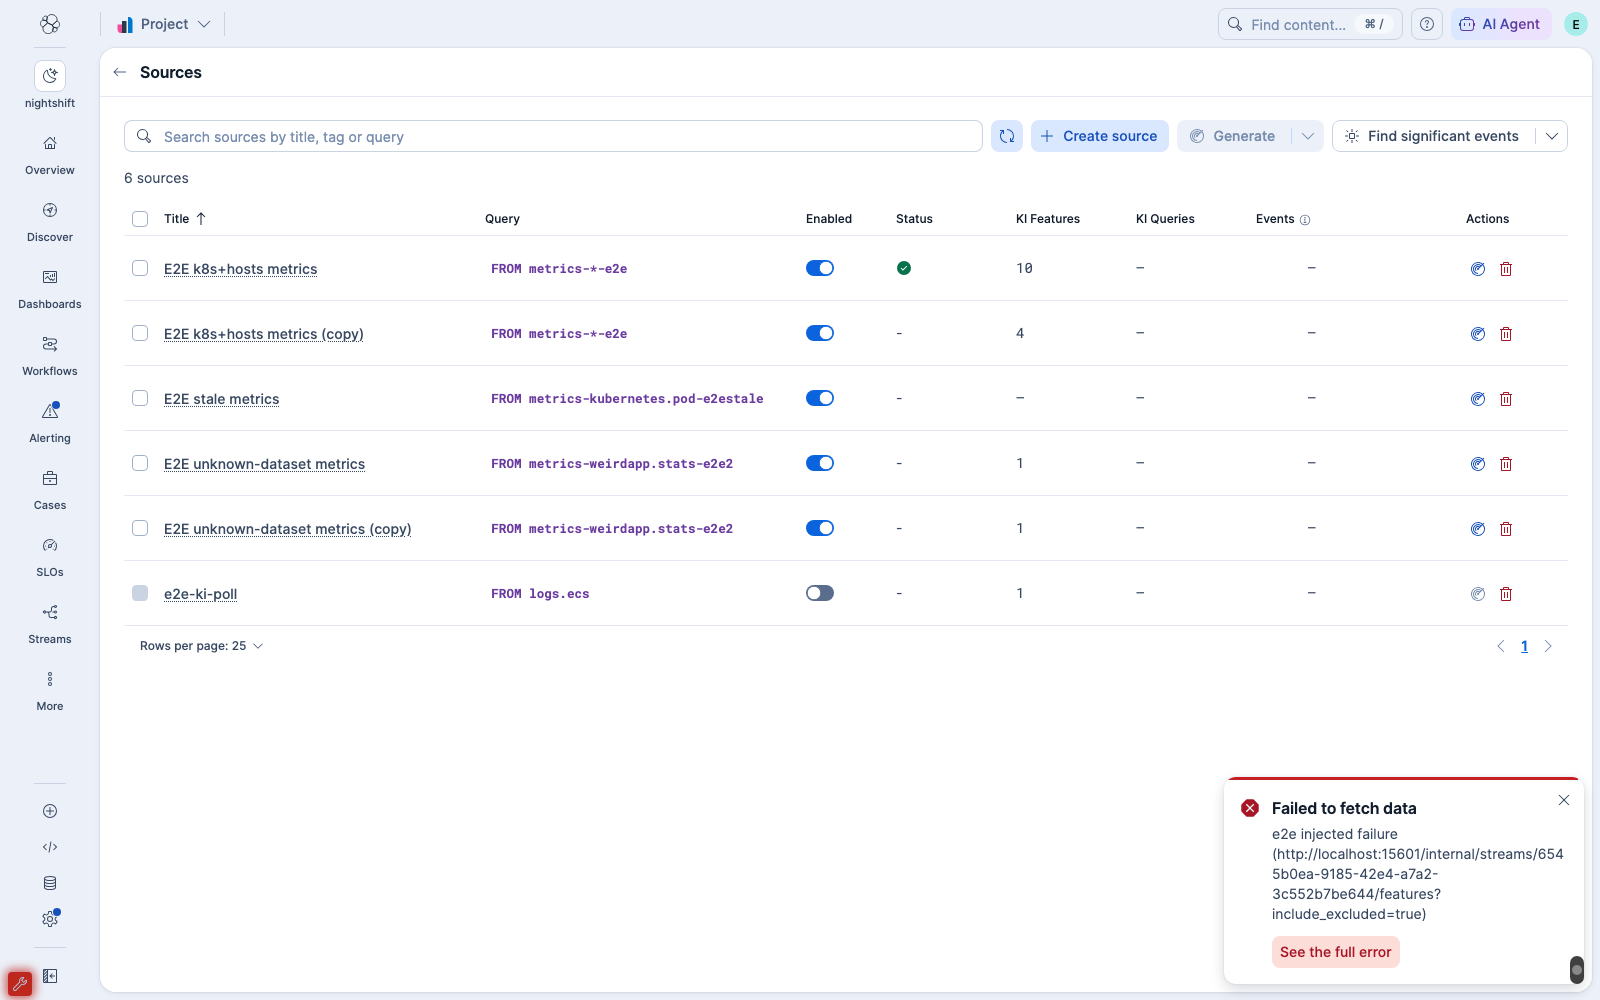 Project
Find content...
⌘ /
AI Agent
E
nightshift
Overview
Discover
Dashboards
Workflows
Alerting
Cases
SLOs
Streams
More
Sources
Search sources by title, tag or query
Create source
Generate
Find significant events
6 sources
Title Query Enabled Status KI Features KI Queries Events Actions
E2E k8s+hosts metrics FROM metrics-*-e2e 10 — —
E2E k8s+hosts metrics (copy) FROM metrics-*-e2e - 4 — —
E2E stale metrics FROM metrics-kubernetes.pod-e2estale - — — —
E2E unknown-dataset metrics FROM metrics-weirdapp.stats-e2e2 - 1 — —
E2E unknown-dataset metrics (copy) FROM metrics-weirdapp.stats-e2e2 - 1 — —
e2e-ki-poll FROM logs.ecs - 1 — —
Rows per page: 25
1
Failed to fetch data
e2e injected failure
(http://localhost:15601/internal/streams/654
5b0ea-9185-42e4-a7a2-
3c552b7be644/features?
include_excluded=true)
See the full error